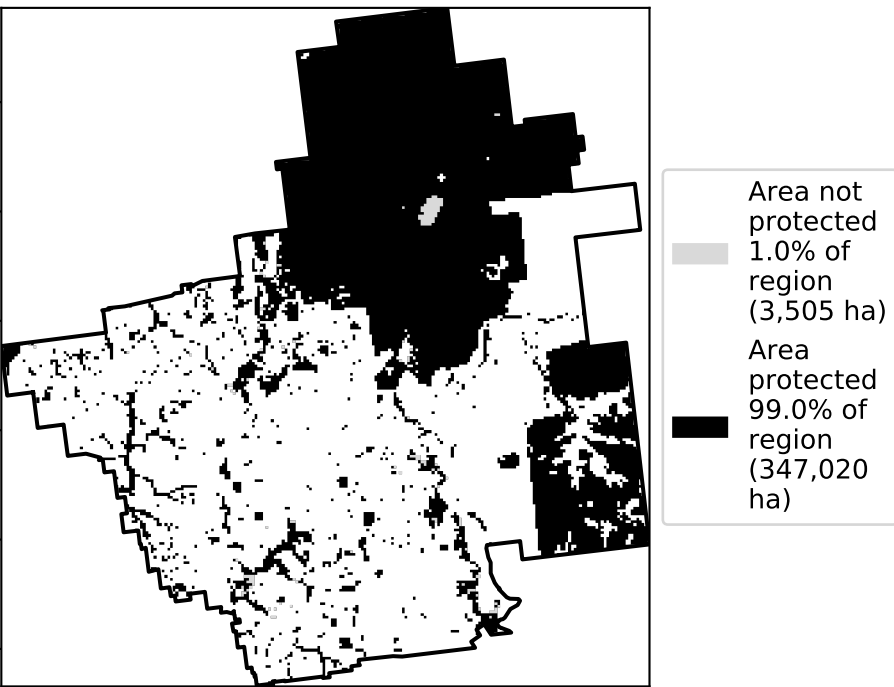 Area not
protected
1.0% of
region
(3,505 ha)
Area
protected
99.0% of
region
(347,020
ha)